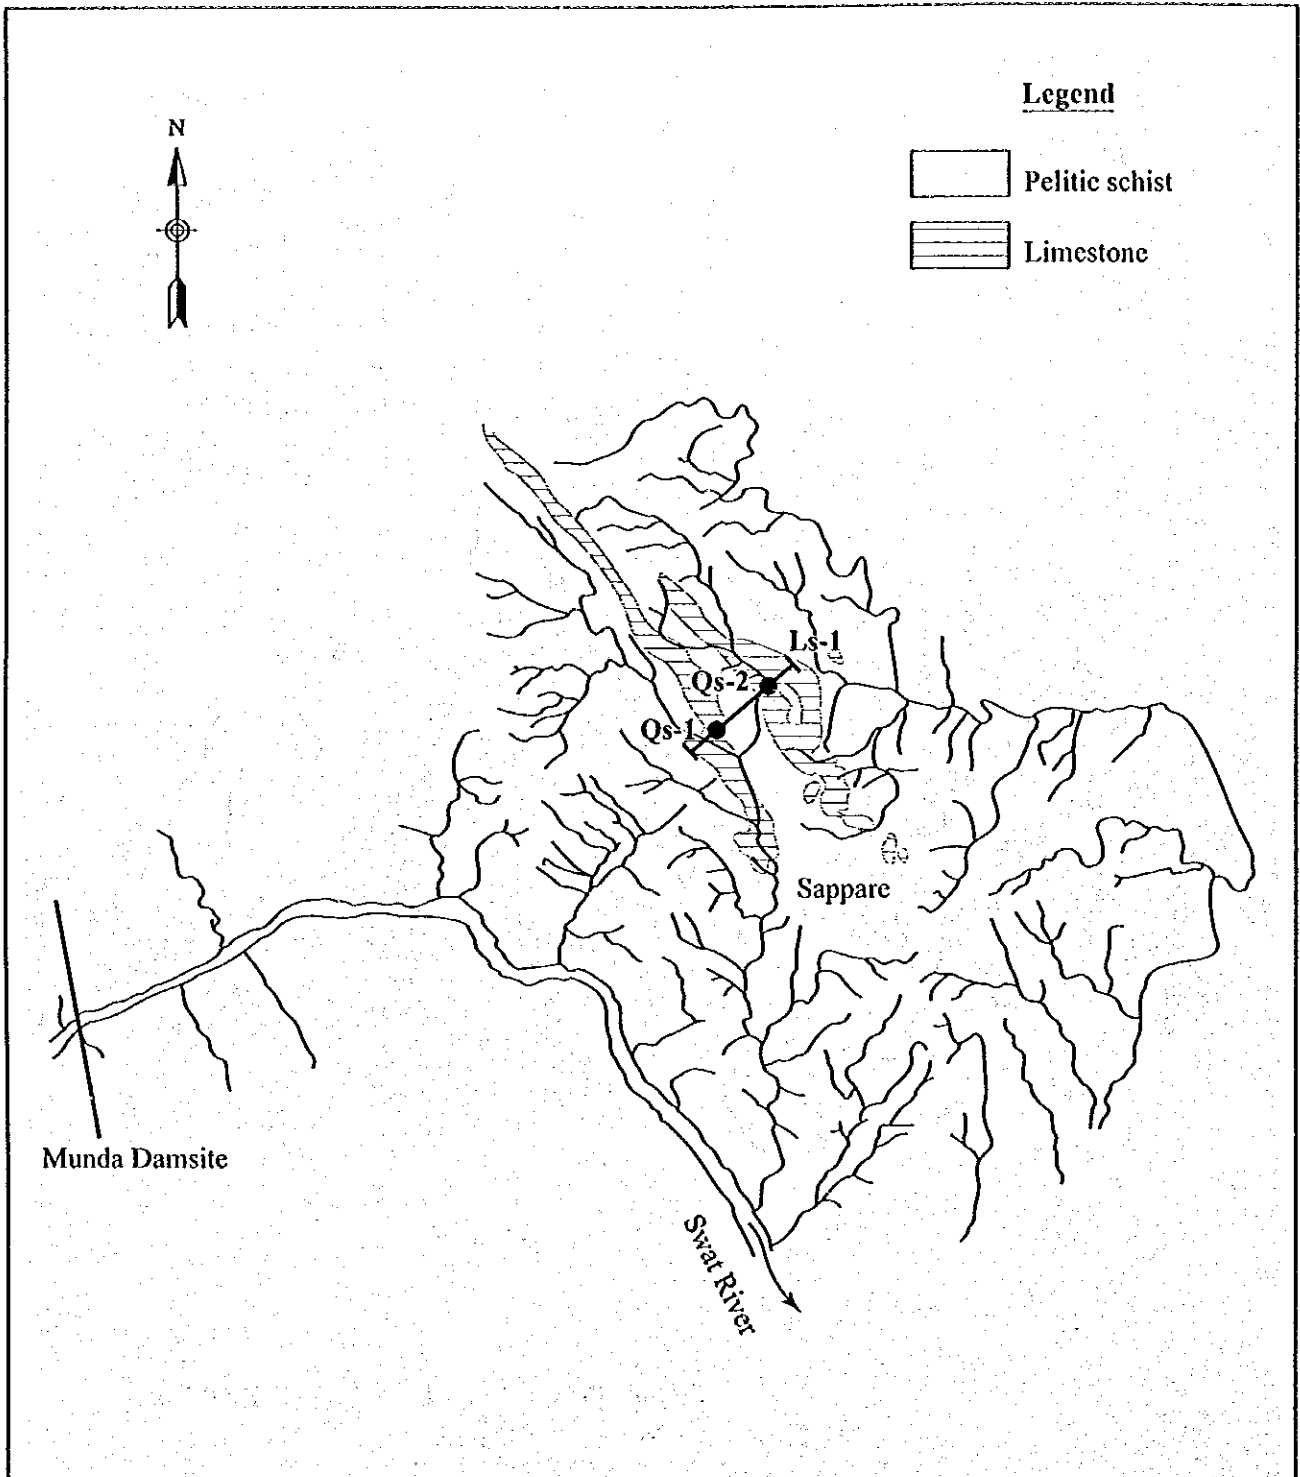 Legend
N
Pelitic schist
Limestone
Ls-1
Qs-2
Qs-1
Sappare
Munda Damsite
Swat River